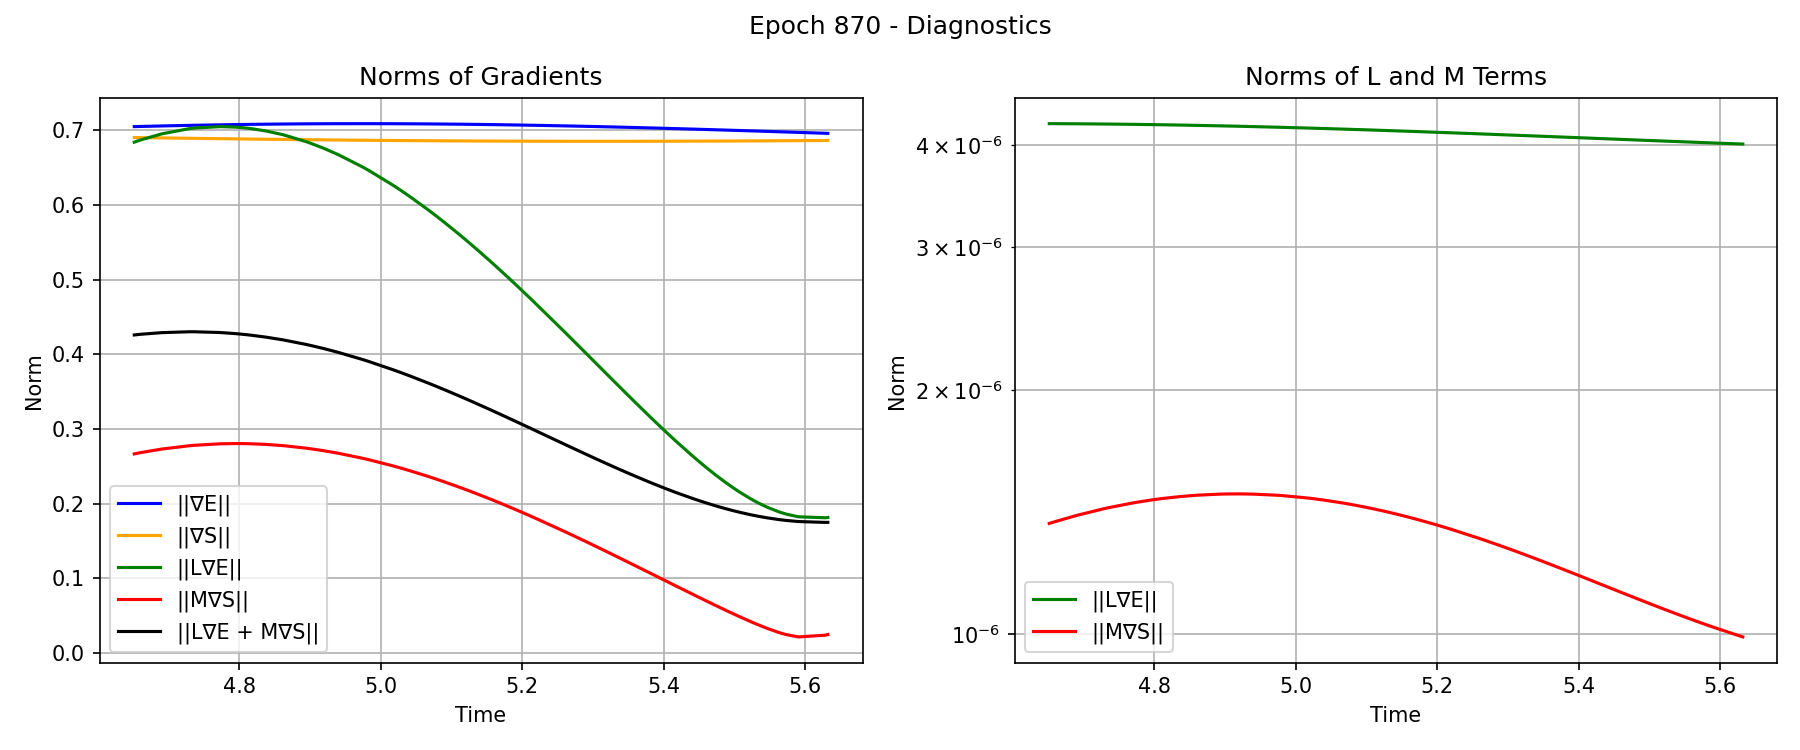 Epoch 870 - Diagnostics
Norms of Gradients
Norm
0.7
0.6
0.5
0.4
0.3
0.2
0.1
0.0
||∇E||
||∇S||
||L∇E||
||M∇S||
||L∇E + M∇S||
4.8 5.0 5.2 5.4 5.6
Time
Norms of L and M Terms
Norm
4 × 10⁻⁶
3 × 10⁻⁶
2 × 10⁻⁶
10⁻⁶
||L∇E||
||M∇S||
4.8 5.0 5.2 5.4 5.6
Time